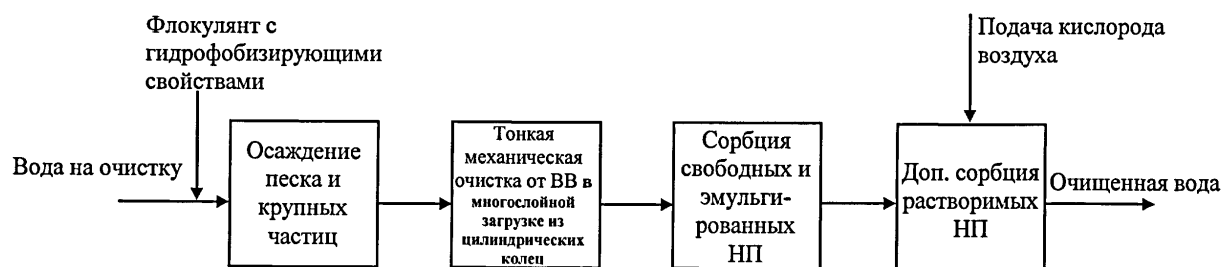 Флокулянт с
гидрофобизирующими
свойствами
Подача кислорода
воздуха
Вода на очистку
Осаждение
песка и
крупных
частиц
Тонкая
механическая
очистка от ВВ в
многослойной
загрузке из
цилиндрических
колец
Сорбция
свободных и
эмульги-
рованных
НП
Доп. сорбция
растворимых
НП
Очищенная вода